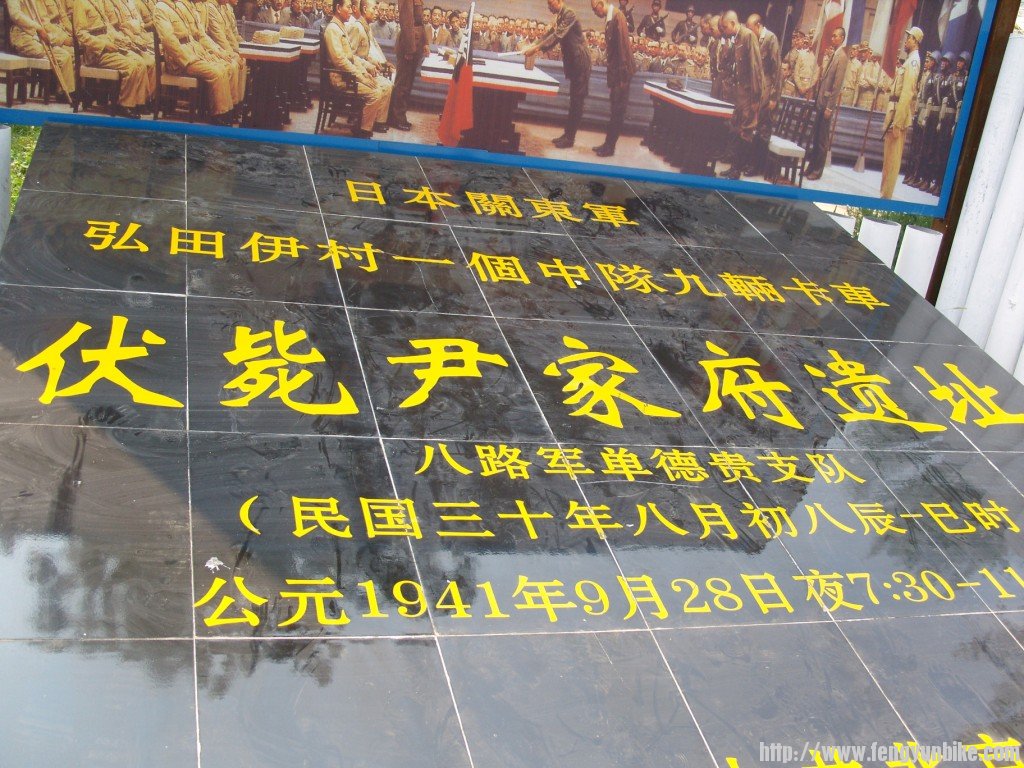 日本關東軍
弘田伊村一個中隊九輛卡車
伏毙尹家府遗址
八路军单德贵支队
（民国三十年八月初八辰-巳时
公元1941年9月28日夜7:30-11
http://www.fengyunbike.com